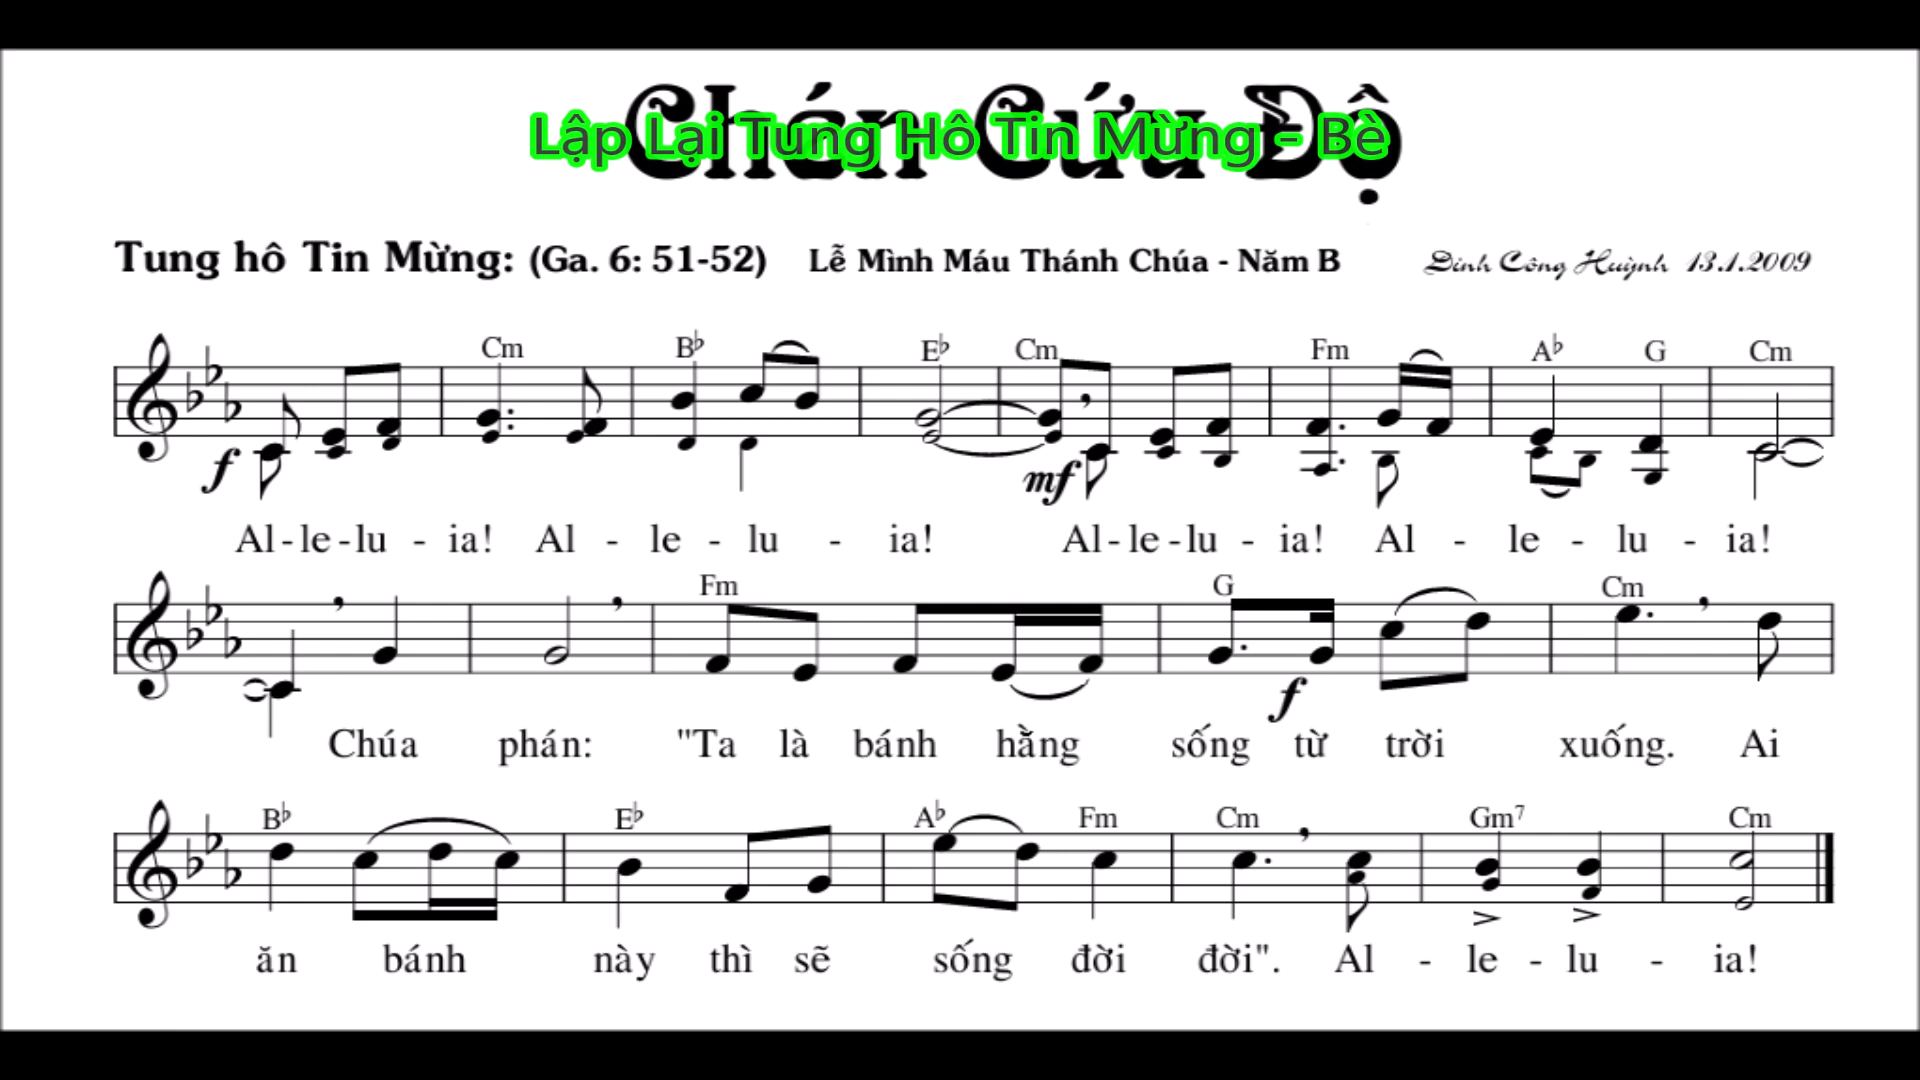 Chén Cứu Độ
Lập Lại Tung Hô Tin Mừng - Bè
Tung hô Tin Mừng: (Ga. 6: 51-52) Lễ Mình Máu Thánh Chúa - Năm B Đinh Công Huỳnh 13.1.2009
Cm B♭ E♭ Cm Fm A♭ G Cm
f mf
Al - le - lu - ia! Al - le - lu - ia! Al - le - lu - ia! Al - le - lu - ia!
Fm G Cm
f
Chúa phán: "Ta là bánh hằng sống từ trời xuống. Ai
B♭ E♭ A♭ Fm Cm Gm7 Cm
ăn bánh này thì sẽ sống đời đời". Al - le - lu - ia!